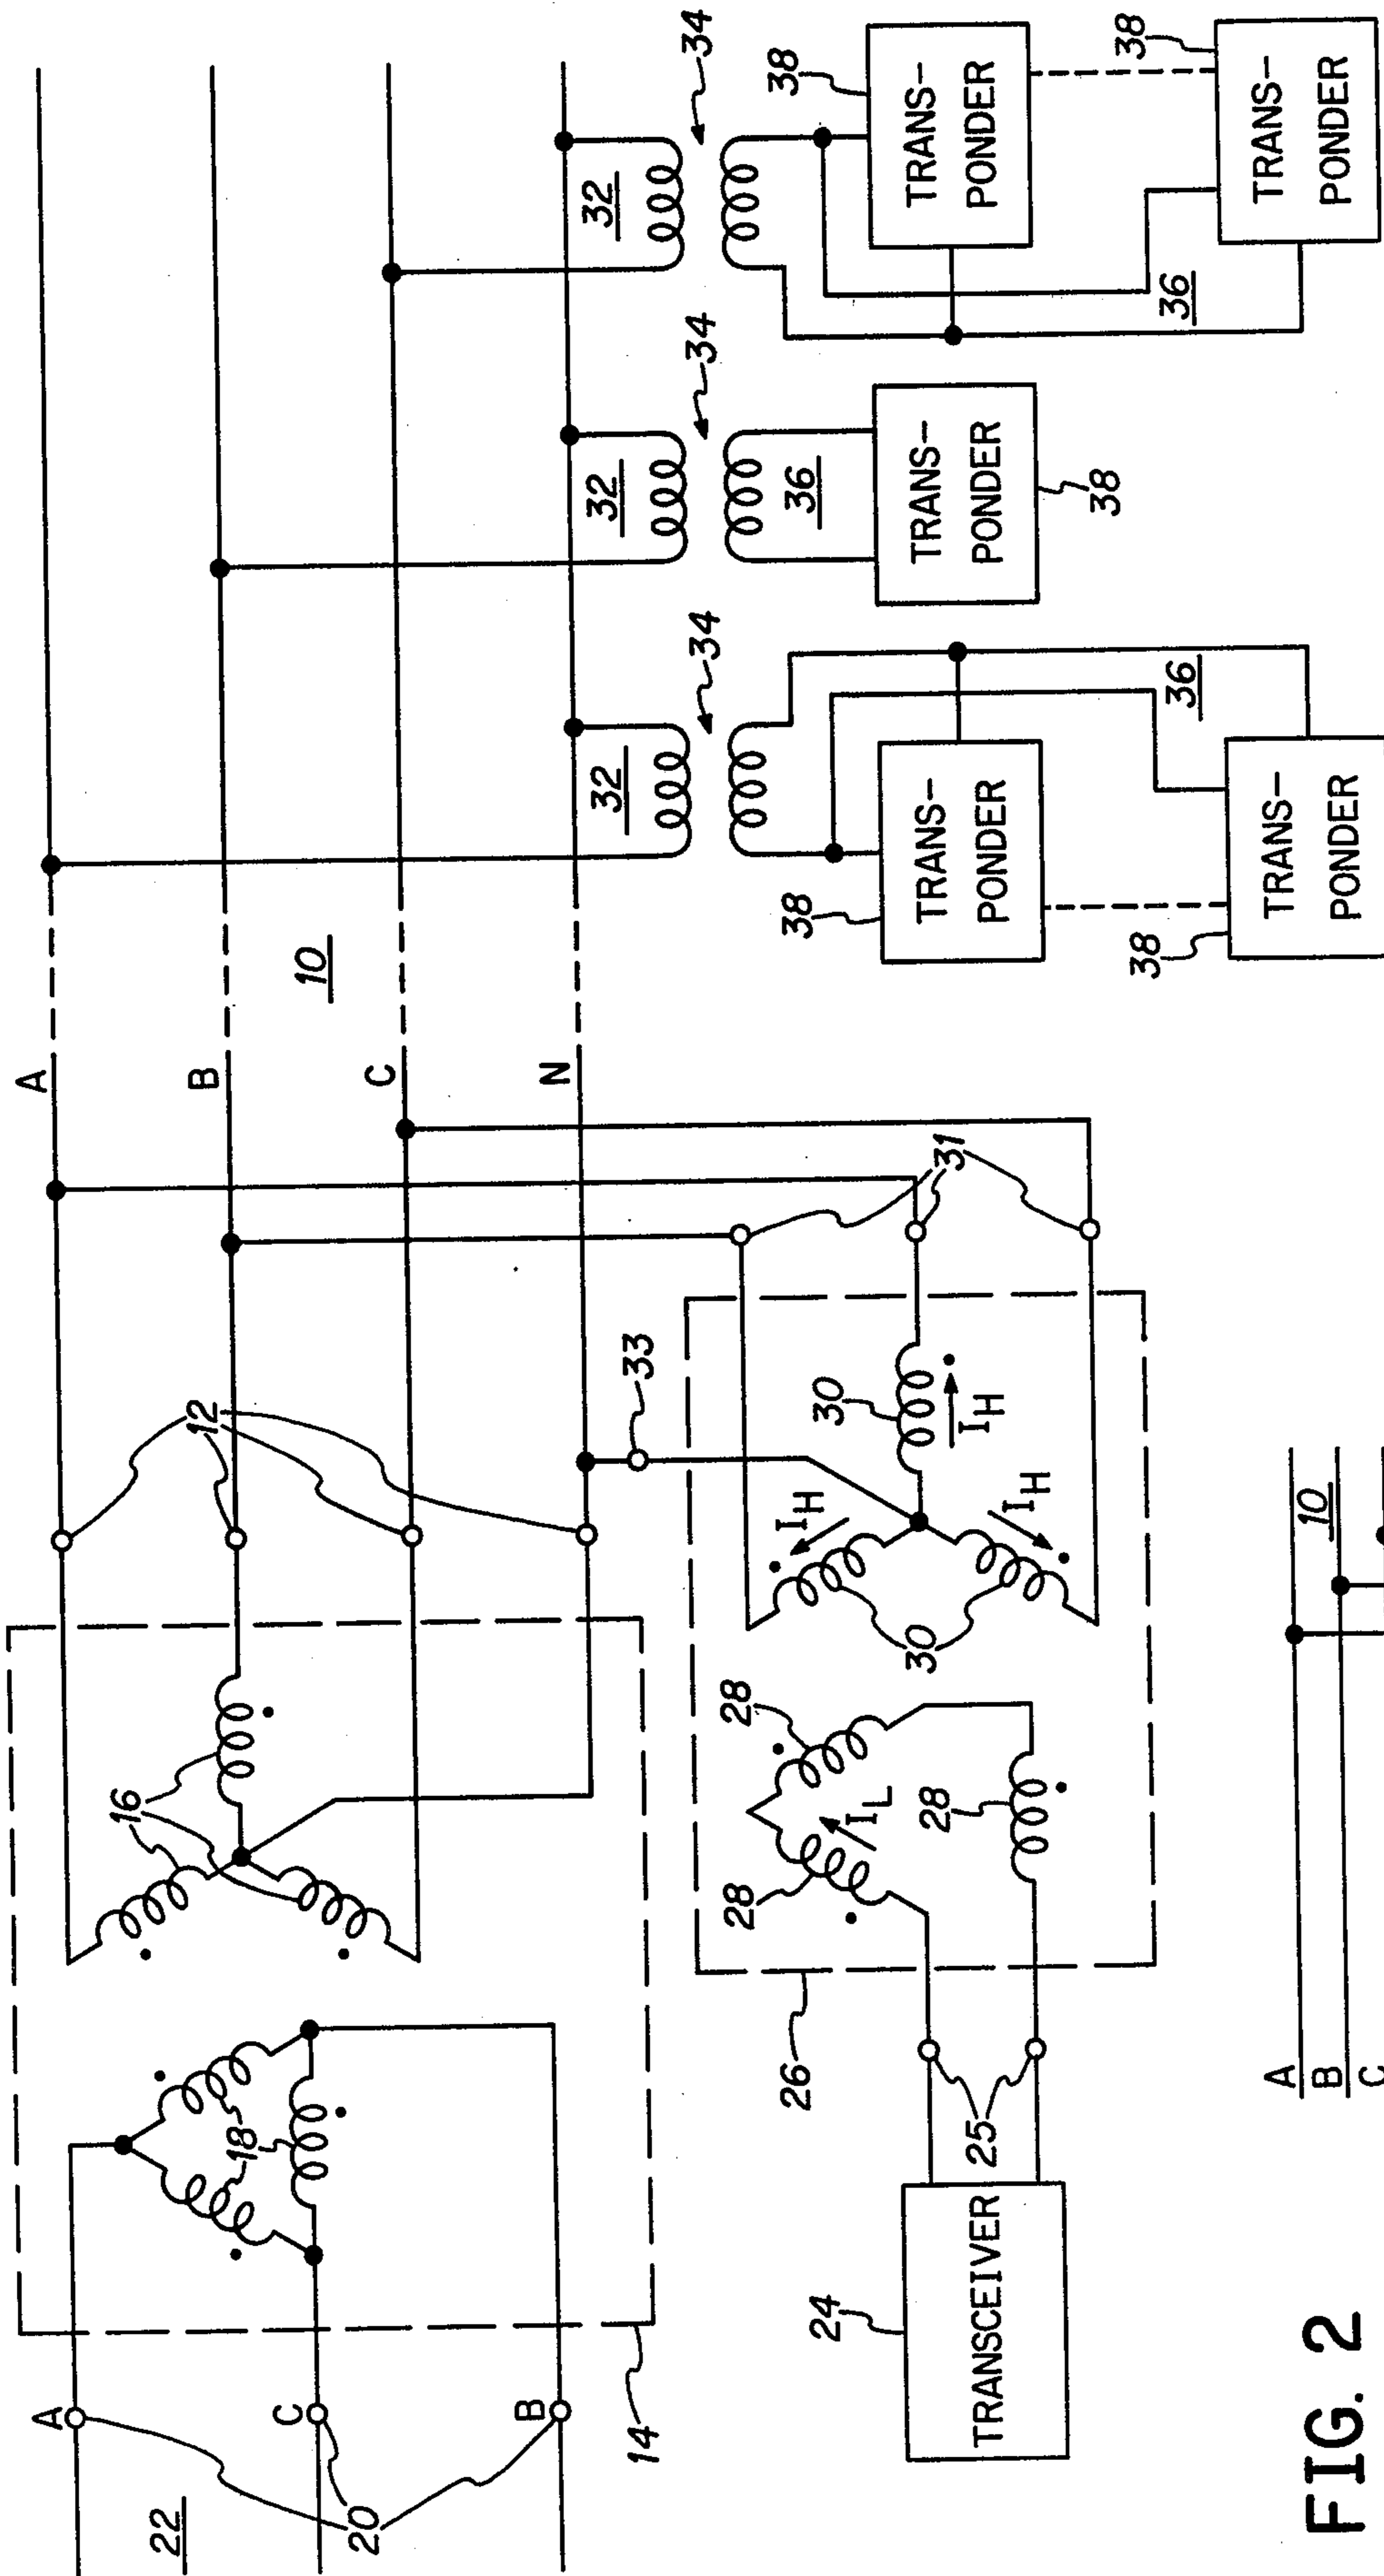 22
A
C
B
20
14
18
16
12
A
B
C
N
10
32
32
32
34
34
34
36
36
36
TRANS-
PONDER
38
TRANS-
PONDER
38
TRANS-
PONDER
38
TRANS-
PONDER
38
TRANS-
PONDER
38
24
TRANSCEIVER
25
26
28
28
28
I_L
30
30
I_H
I_H
I_H
31
33
FIG. 2
A
B
C
10